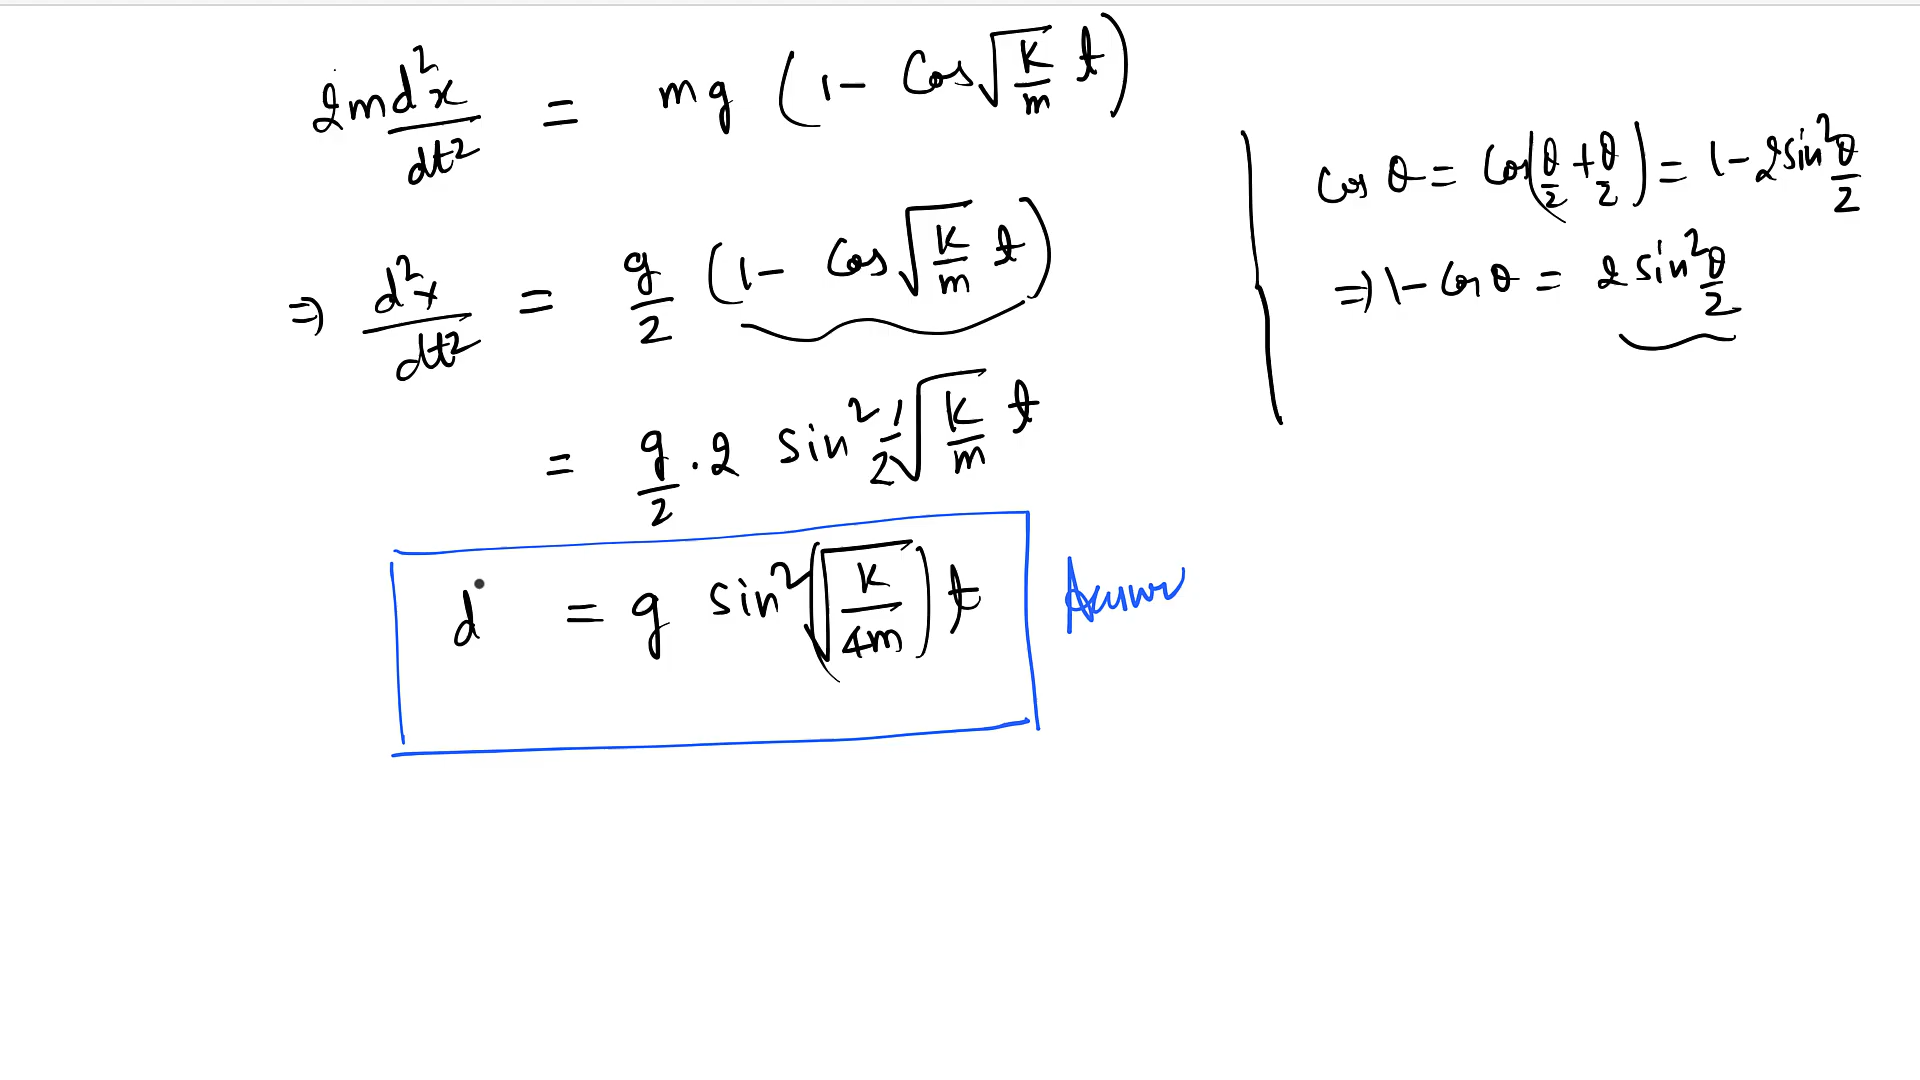 2m d²x/dt² = mg (1 - Cos √(K/m) t)
⇒ d²x/dt² = g/2 (1 - Cos √(K/m) t)
= g/2 . 2 sin² 1/2 √(K/m) t
d = g sin² (√(K/4m)) t
Answer
Cos θ = Cos(θ/2 + θ/2) = 1 - 2 sin² θ/2
⇒ 1 - Cos θ = 2 sin² θ/2